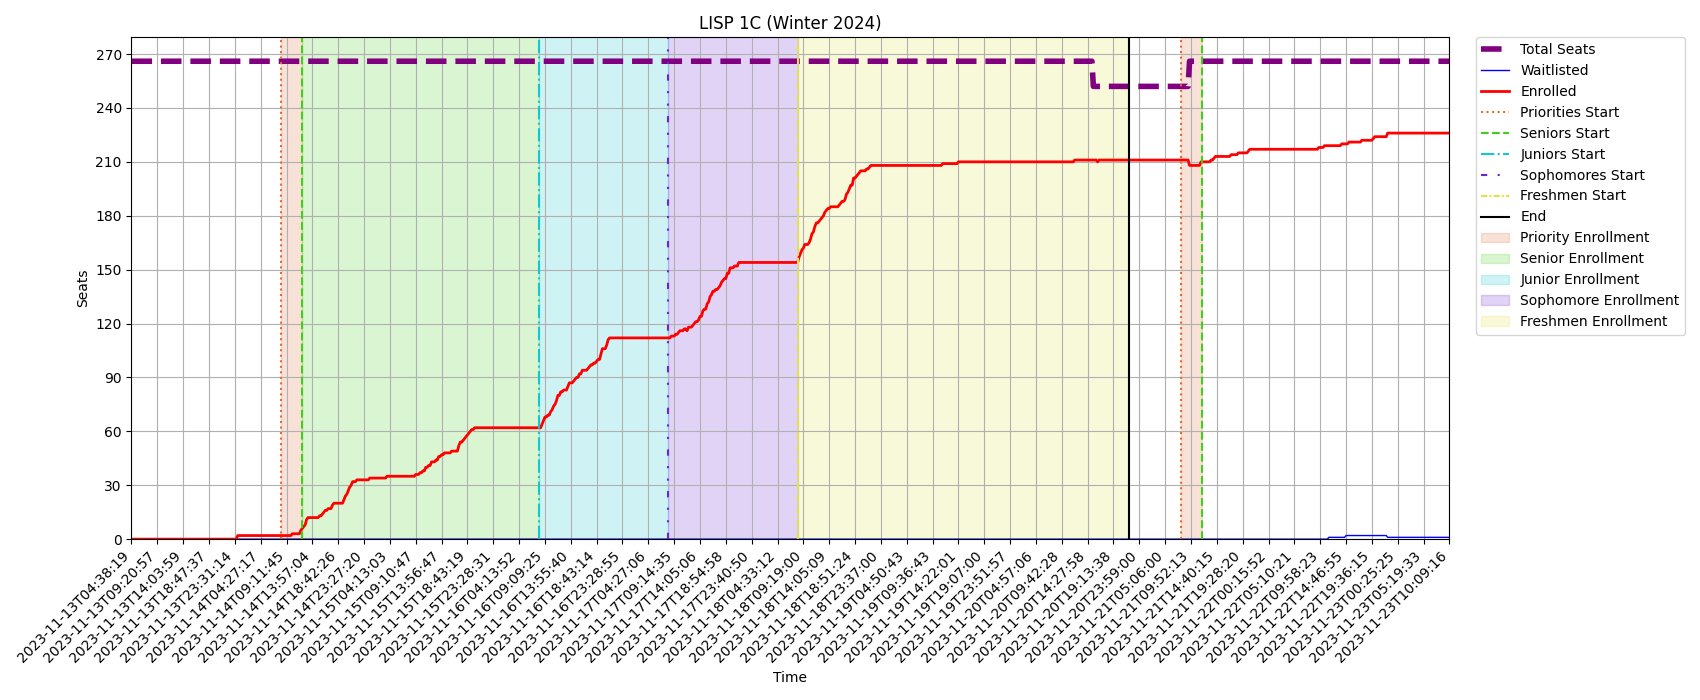 LISP 1C (Winter 2024)
Seats
270
240
210
180
150
120
90
60
30
0
2023-11-13T04:38:19
2023-11-13T09:20:57
2023-11-13T14:03:59
2023-11-13T18:47:37
2023-11-13T23:31:14
2023-11-14T04:27:17
2023-11-14T09:11:45
2023-11-14T13:57:04
2023-11-14T18:42:26
2023-11-14T23:27:20
2023-11-15T04:13:03
2023-11-15T09:10:47
2023-11-15T13:56:47
2023-11-15T18:43:19
2023-11-15T23:28:31
2023-11-16T04:13:52
2023-11-16T09:09:25
2023-11-16T13:55:40
2023-11-16T18:43:14
2023-11-16T23:28:55
2023-11-17T04:27:06
2023-11-17T09:14:35
2023-11-17T14:05:06
2023-11-17T18:54:58
2023-11-17T23:40:50
2023-11-18T04:33:12
2023-11-18T09:19:00
2023-11-18T14:05:09
2023-11-18T18:51:24
2023-11-18T23:37:00
2023-11-19T04:50:43
2023-11-19T09:36:43
2023-11-19T14:22:01
2023-11-19T19:07:00
2023-11-19T23:51:57
2023-11-20T04:57:06
2023-11-20T09:42:28
2023-11-20T14:27:58
2023-11-20T19:13:38
2023-11-20T23:59:00
2023-11-21T05:06:00
2023-11-21T09:52:13
2023-11-21T14:40:15
2023-11-21T19:28:20
2023-11-22T00:15:52
2023-11-22T05:10:21
2023-11-22T09:58:23
2023-11-22T14:46:55
2023-11-22T19:36:15
2023-11-23T00:25:25
2023-11-23T05:19:33
2023-11-23T10:09:16
Time
Total Seats
Waitlisted
Enrolled
Priorities Start
Seniors Start
Juniors Start
Sophomores Start
Freshmen Start
End
Priority Enrollment
Senior Enrollment
Junior Enrollment
Sophomore Enrollment
Freshmen Enrollment